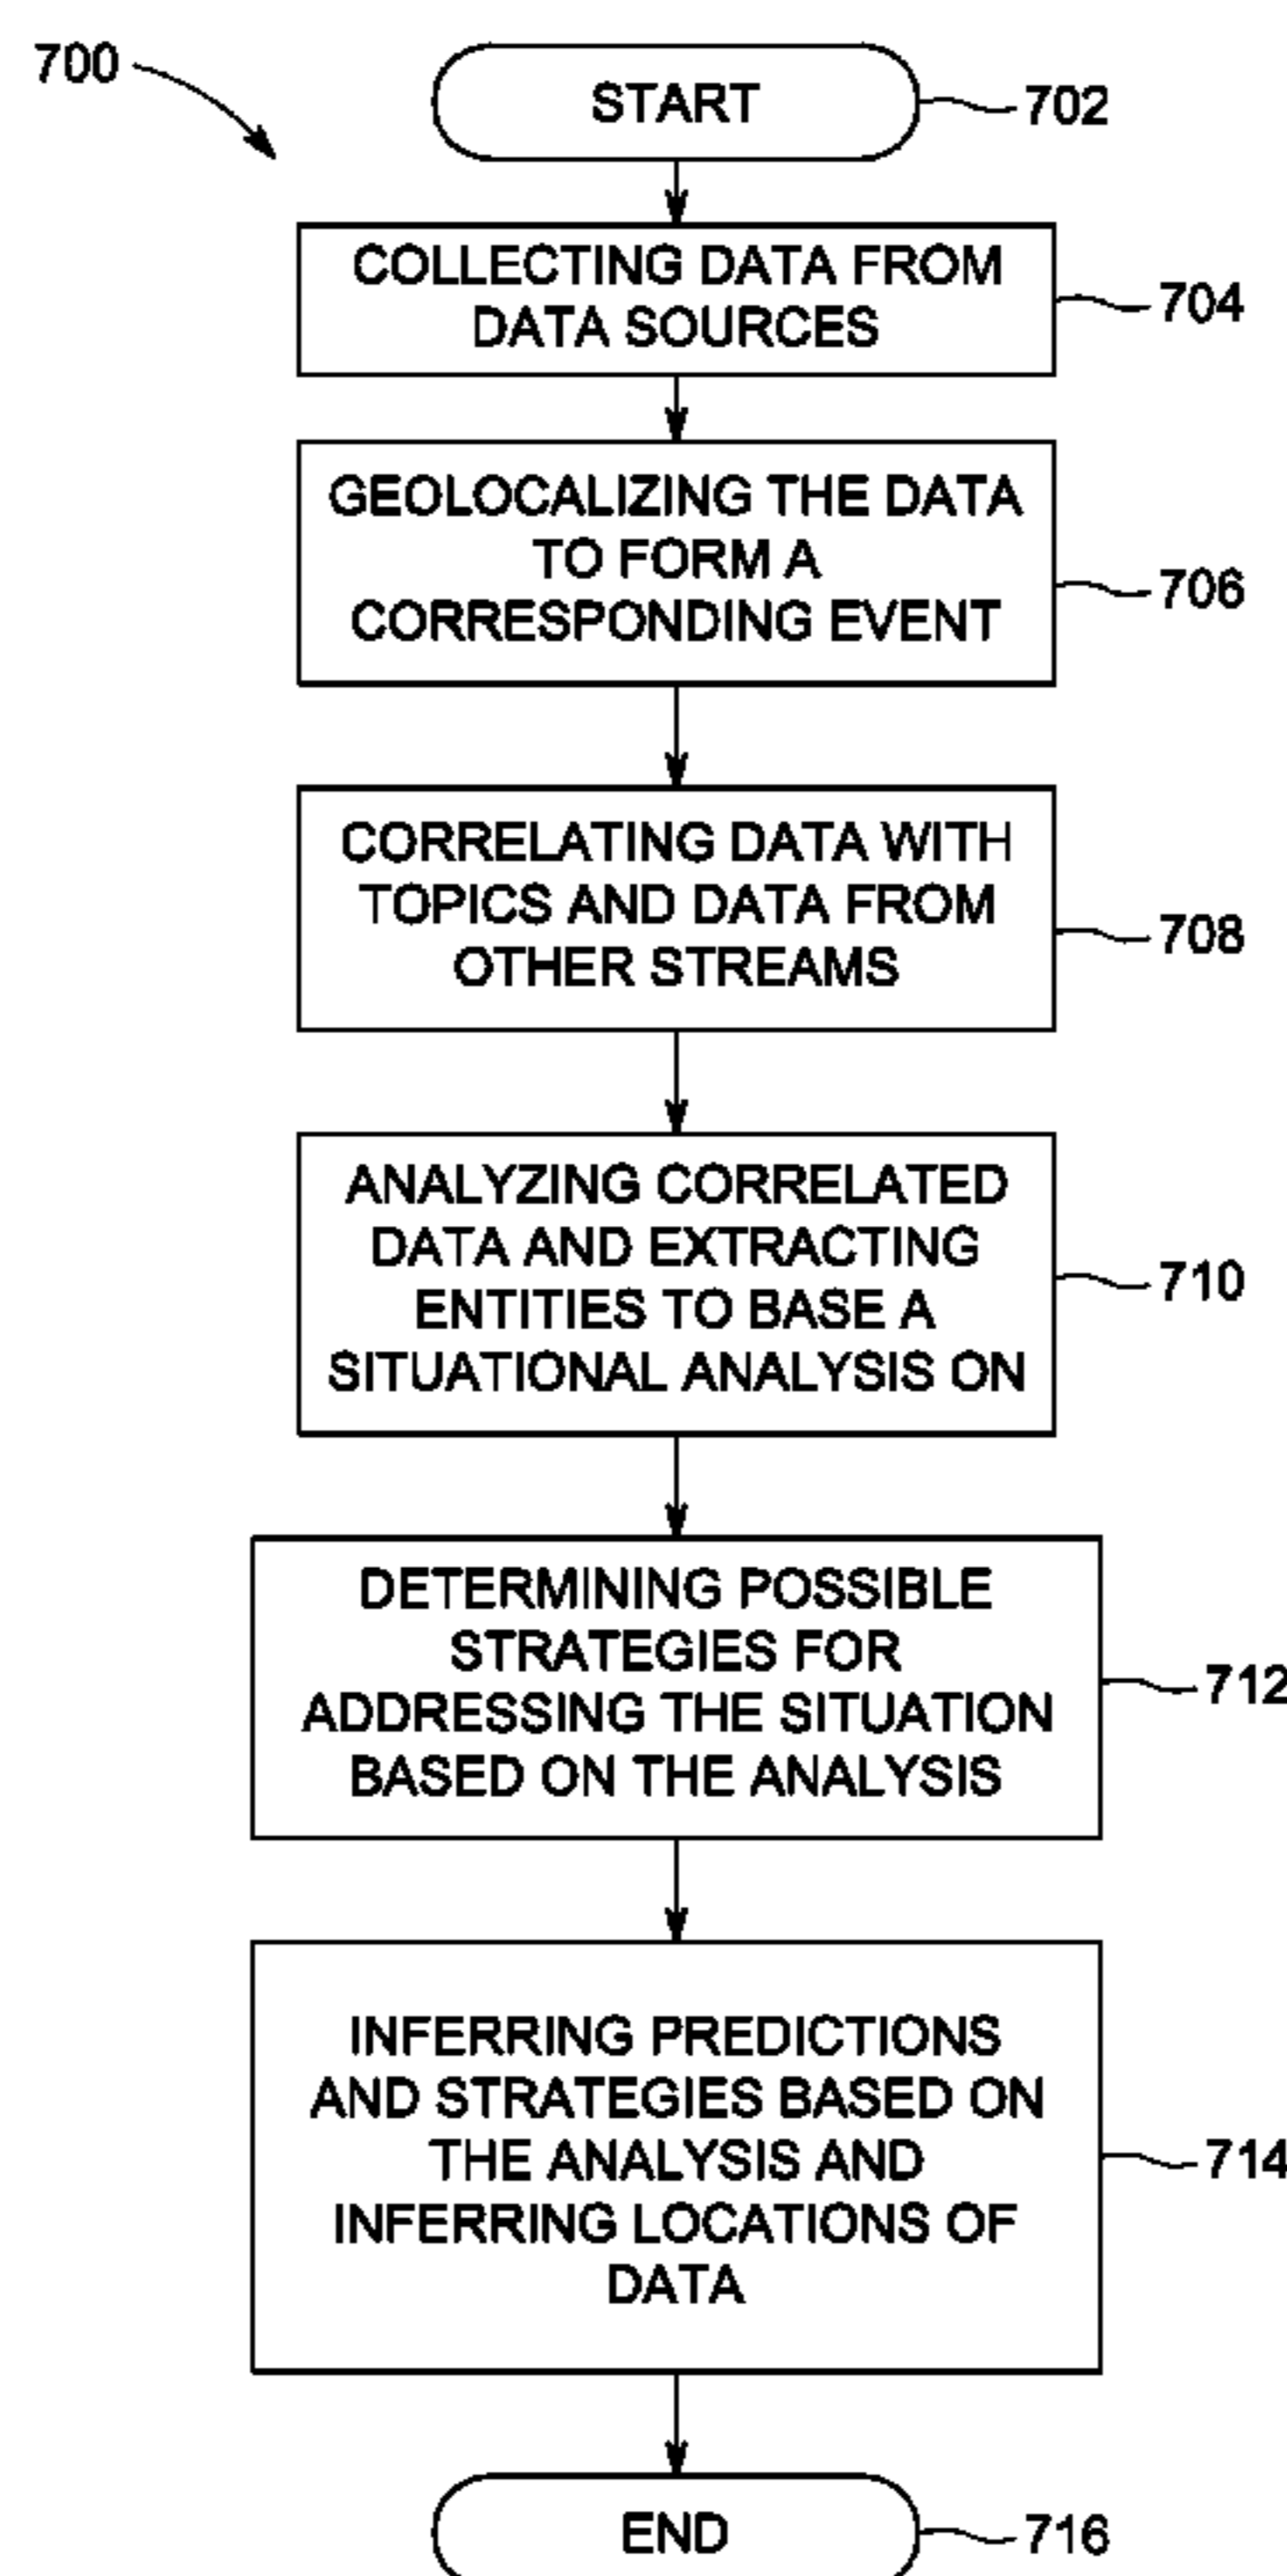 700
START
702
COLLECTING DATA FROM
DATA SOURCES
704
GEOLOCALIZING THE DATA
TO FORM A
CORRESPONDING EVENT
706
CORRELATING DATA WITH
TOPICS AND DATA FROM
OTHER STREAMS
708
ANALYZING CORRELATED
DATA AND EXTRACTING
ENTITIES TO BASE A
SITUATIONAL ANALYSIS ON
710
DETERMINING POSSIBLE
STRATEGIES FOR
ADDRESSING THE SITUATION
BASED ON THE ANALYSIS
712
INFERRING PREDICTIONS
AND STRATEGIES BASED ON
THE ANALYSIS AND
INFERRING LOCATIONS OF
DATA
714
END
716